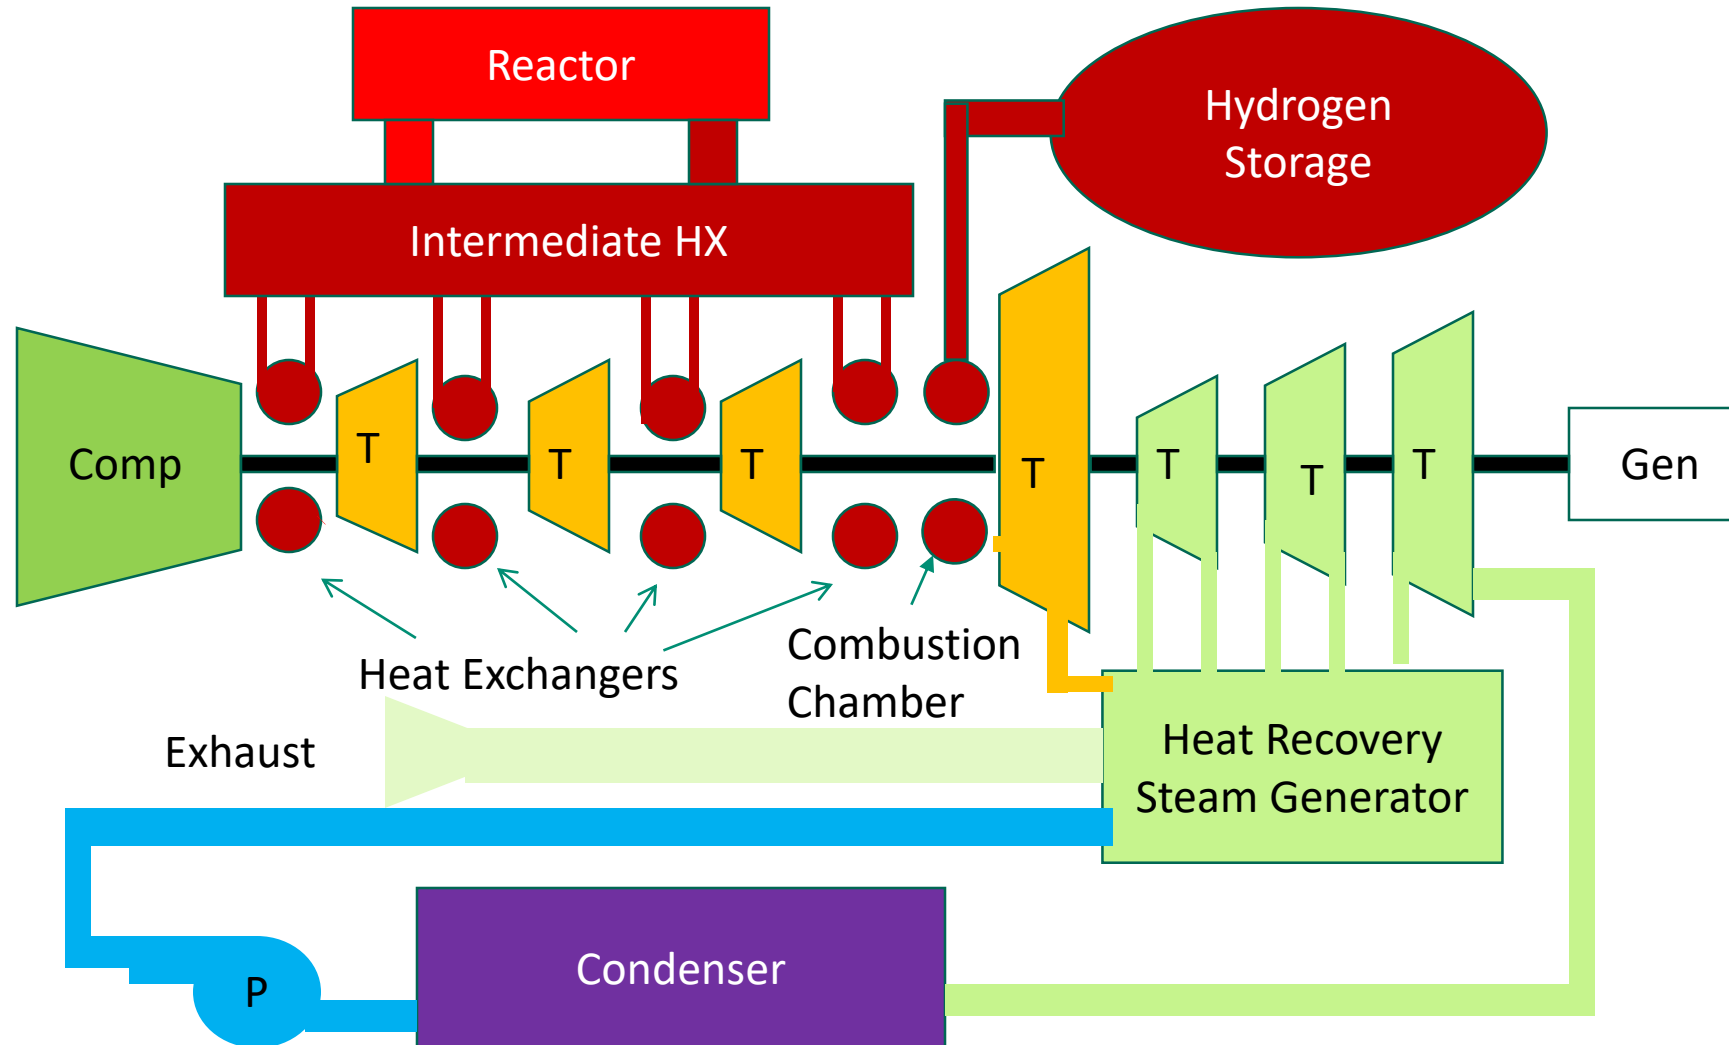 Reactor
Hydrogen
Storage
Intermediate HX
Comp
T
T
T
T
T
T
T
Gen
Heat Exchangers
Combustion
Chamber
Exhaust
Heat Recovery
Steam Generator
Condenser
P